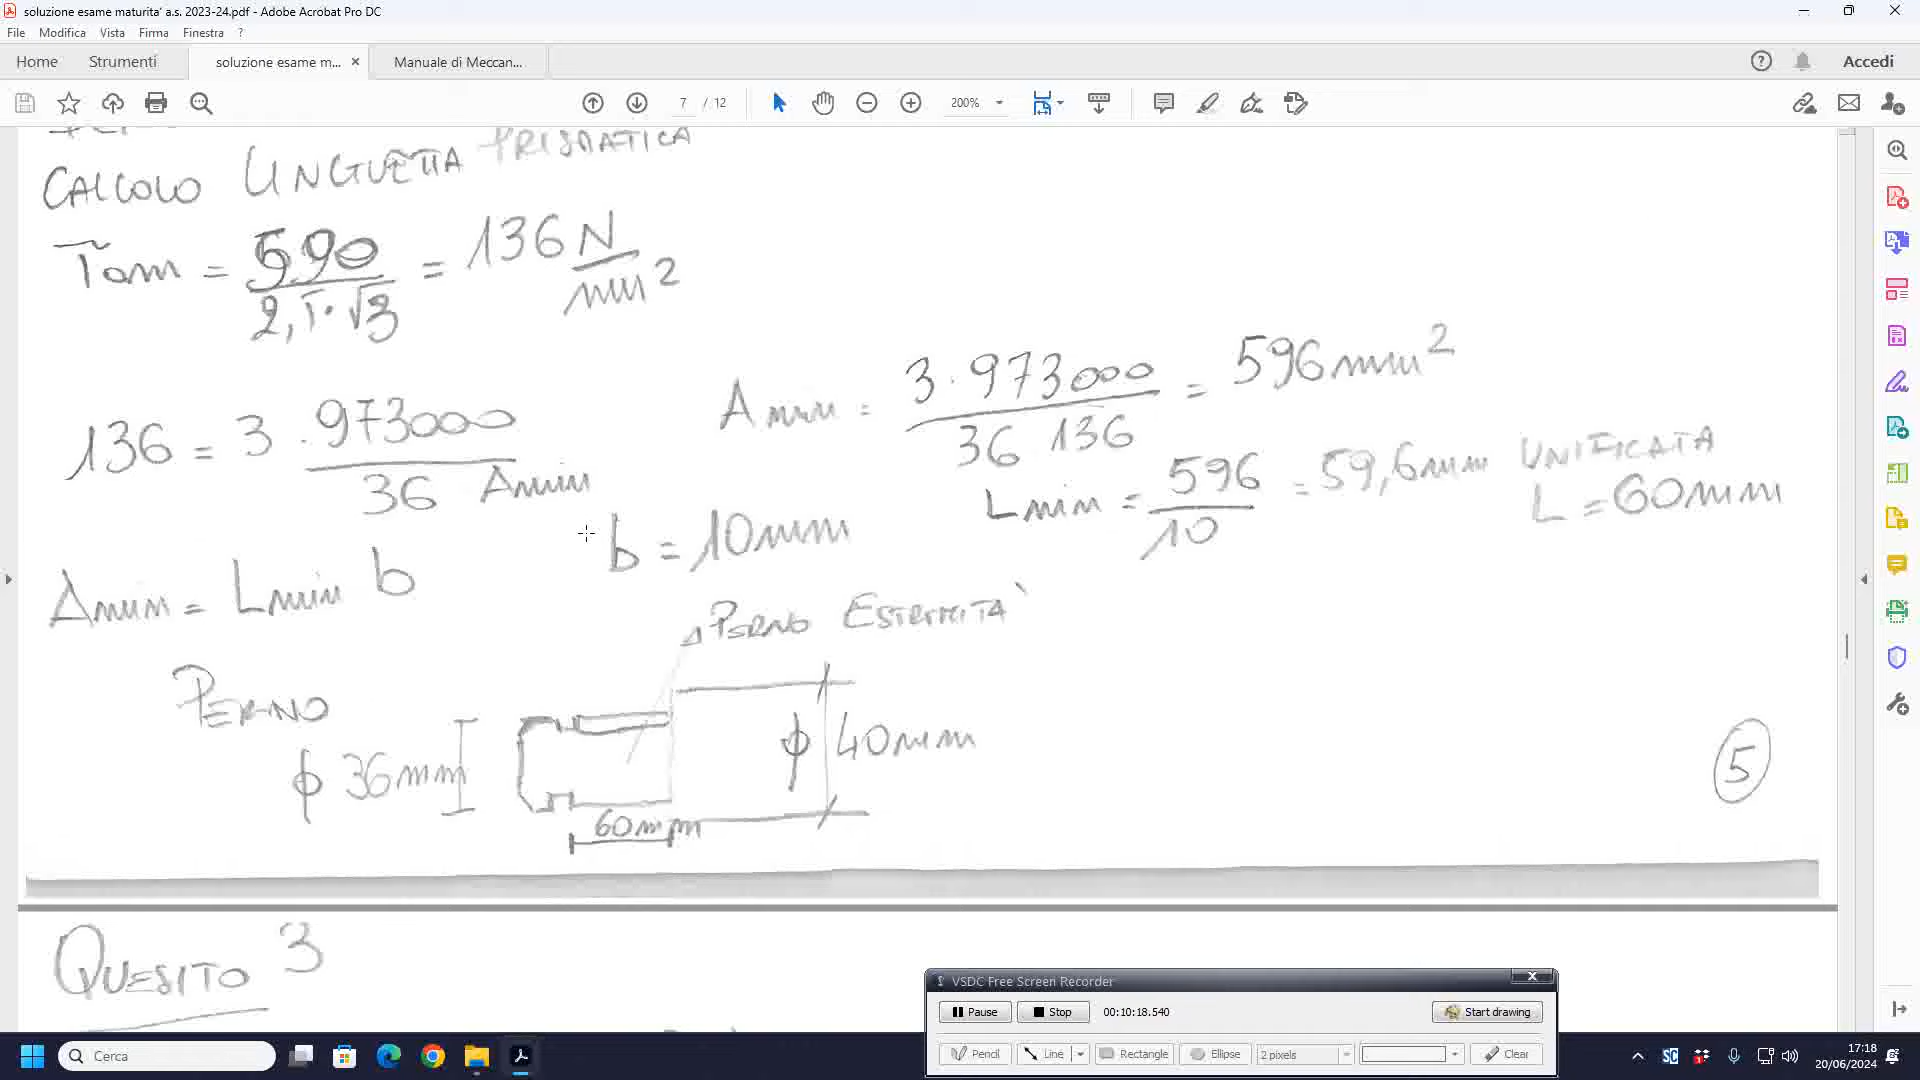 soluzione esame maturita' a.s. 2023-24.pdf - Adobe Acrobat Pro DC
File Modifica Vista Firma Finestra ?
Home Strumenti soluzione esame m... × Manuale di Meccan... Accedi
7 / 12 200%
CALCOLO LINGUETTA PRISMATICA
τam = 590 / 2,1·√3 = 136 N/mm²
Amin = 3·973000 / 36 136 = 596 mm²
136 = 3·973000 / 36 Amin
Lmin = 596 / 10 = 59,6 mm UNIFICATA
L = 60 mm
b = 10 mm
Amin = Lmin b
PERNO ESTREMITA'
PERNO
ϕ 36 mm
ϕ 40 mm
60 mm
5
QUESITO 3
VSDC Free Screen Recorder
Pause Stop 00:10:18.540 Start drawing
Pencil Line Rectangle Ellipse 2 pixels Clear
Cerca
17:18
20/06/2024